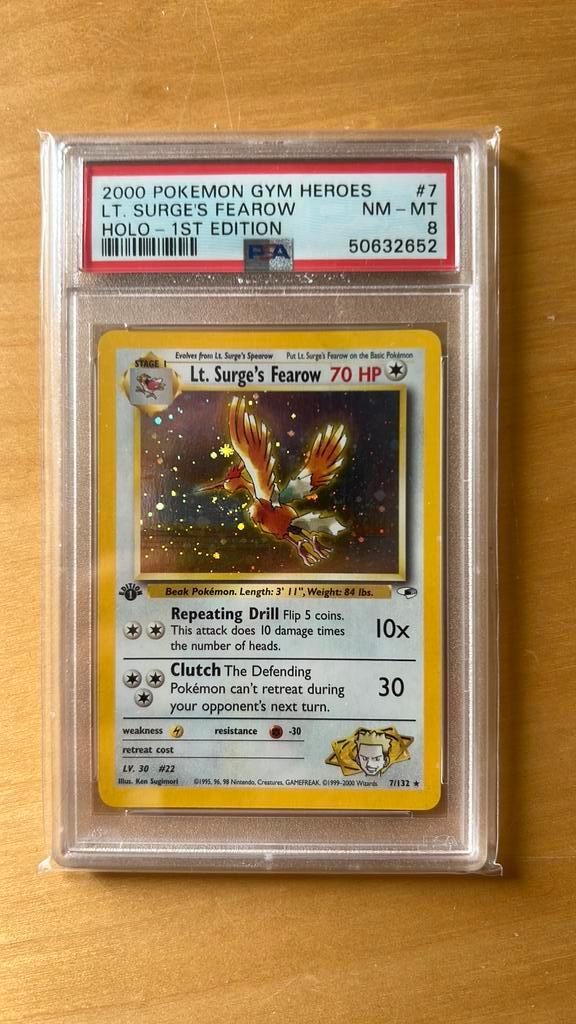 2000 POKEMON GYM HEROES #7
LT. SURGE'S FEAROW NM - MT
HOLO - 1ST EDITION 8
PSA 50632652
Evolves from Lt. Surge's Spearow Put Lt. Surge's Fearow on the Basic Pokémon
STAGE 1
Lt. Surge's Fearow 70 HP
EDITION 1
Beak Pokémon. Length: 3' 11", Weight: 84 lbs.
Repeating Drill Flip 5 coins.
This attack does 10 damage times 10x
the number of heads.
Clutch The Defending
Pokémon can't retreat during 30
your opponent's next turn.
weakness resistance -30
retreat cost
LV. 30 #22
Illus. Ken Sugimori ©1995, 96, 98 Nintendo, Creatures, GAMEFREAK. ©1999-2000 Wizards. 7/132 ★